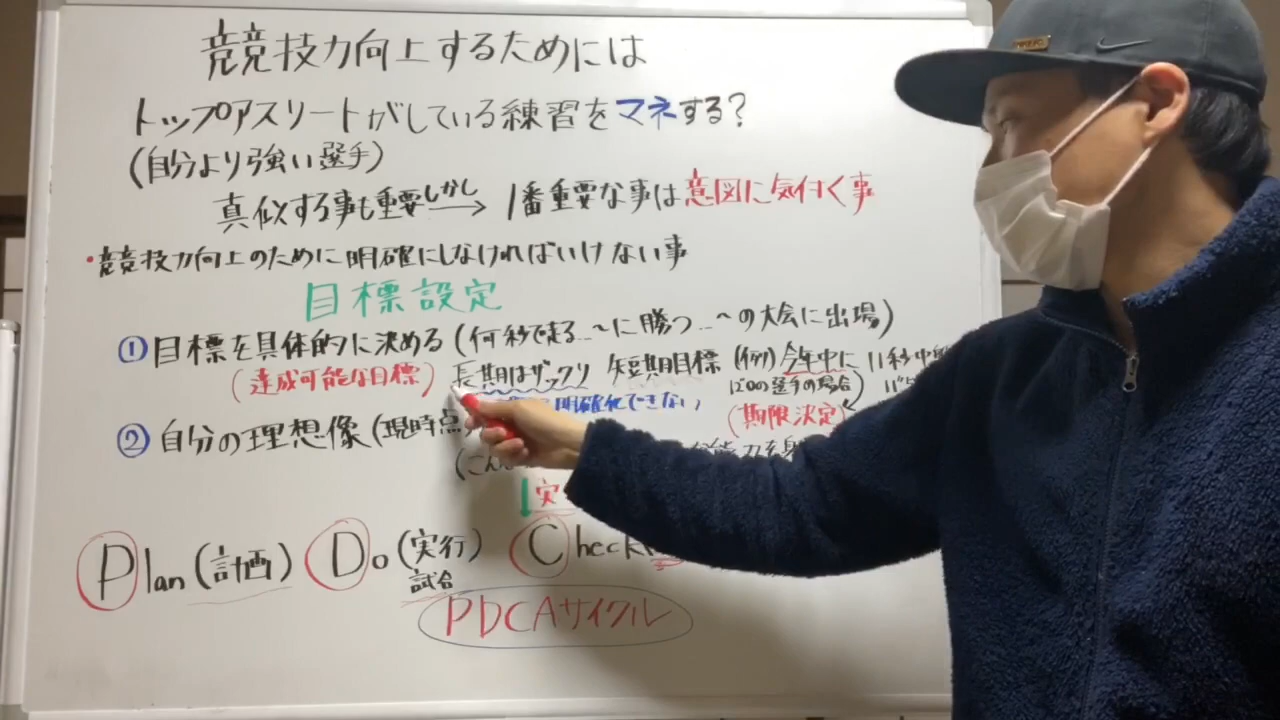 競技力向上するためには
トップアスリートがしている練習をマネする?
(自分より強い選手)
真似する事も重要 しかし→ 1番重要な事は意図に気付く事
・競技力向上のために明確にしなければいけない事
目標設定
① 目標を具体的に決める (何秒で走る…~に勝つ…~の大会に出場)
(達成可能な目標) 長期はザックリ 短期目標 (例) 今年中に 11秒中
明確化できない
12"00の選手の場合)
(期限決定)
② 自分の理想像 (現時点
(こん
↓実
Plan (計画) Do (実行) Check
試合
PDCAサイクル